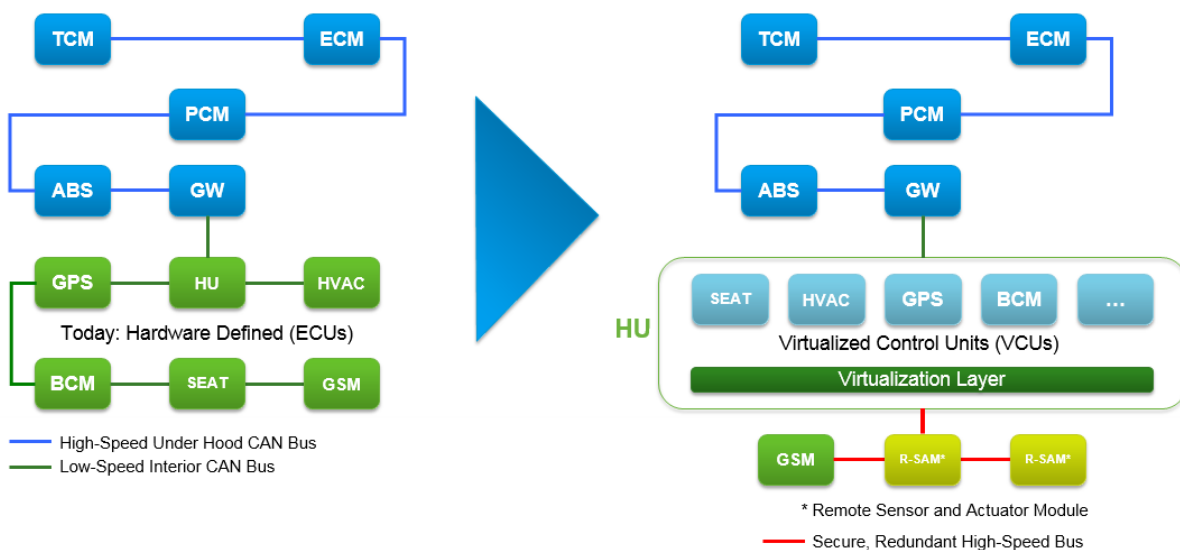 TCM
ECM
PCM
ABS
GW
GPS
HU
HVAC
Today: Hardware Defined (ECUs)
BCM
SEAT
GSM
High-Speed Under Hood CAN Bus
Low-Speed Interior CAN Bus
TCM
ECM
PCM
ABS
GW
HU
SEAT
HVAC
GPS
BCM
...
Virtualized Control Units (VCUs)
Virtualization Layer
GSM
R-SAM*
R-SAM*
* Remote Sensor and Actuator Module
Secure, Redundant High-Speed Bus